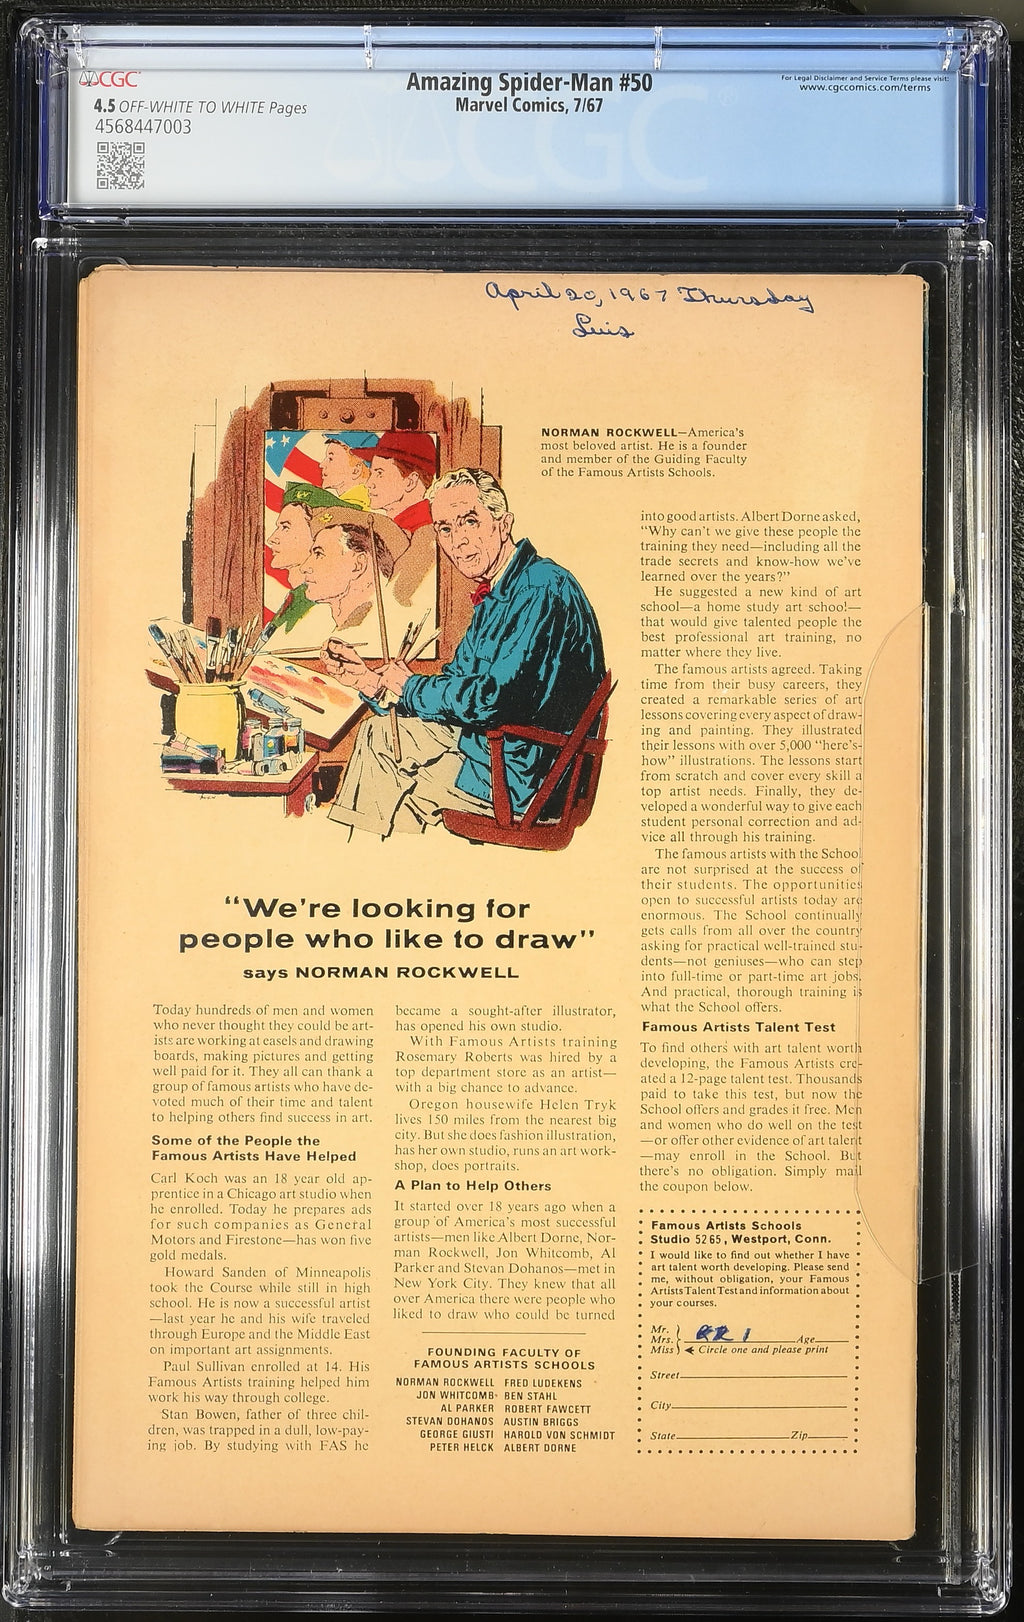 CGC
4.5 OFF-WHITE TO WHITE Pages
4568447003
Amazing Spider-Man #50
Marvel Comics, 7/67
For Legal Disclaimer and Service Terms please visit:
www.cgccomics.com/terms
CGC
April 20, 1967 Thursday
Luis
NORMAN ROCKWELL—America's
most beloved artist. He is a founder
and member of the Guiding Faculty
of the Famous Artists Schools.
"We're looking for
people who like to draw"
says NORMAN ROCKWELL
Today hundreds of men and women
who never thought they could be art-
ists are working at easels and drawing
boards, making pictures and getting
well paid for it. They all can thank a
group of famous artists who have de-
voted much of their time and talent
to helping others find success in art.
Some of the People the
Famous Artists Have Helped
Carl Koch was an 18 year old ap-
prentice in a Chicago art studio when
he enrolled. Today he prepares ads
for such companies as General
Motors and Firestone—has won five
gold medals.
Howard Sanden of Minneapolis
took the Course while still in high
school. He is now a successful artist
—last year he and his wife traveled
through Europe and the Middle East
on important art assignments.
Paul Sullivan enrolled at 14. His
Famous Artists training helped him
work his way through college.
Stan Bowen, father of three chil-
dren, was trapped in a dull, low-pay-
ing job. By studying with FAS he
became a sought-after illustrator,
has opened his own studio.
With Famous Artists training
Rosemary Roberts was hired by a
top department store as an artist—
with a big chance to advance.
Oregon housewife Helen Tryk
lives 150 miles from the nearest big
city. But she does fashion illustration,
has her own studio, runs an art work-
shop, does portraits.
A Plan to Help Others
It started over 18 years ago when a
group of America's most successful
artists—men like Albert Dorne, Nor-
man Rockwell, Jon Whitcomb, Al
Parker and Stevan Dohanos—met in
New York City. They knew that all
over America there were people who
liked to draw who could be turned
FOUNDING FACULTY OF
FAMOUS ARTISTS SCHOOLS
NORMAN ROCKWELL FRED LUDEKENS
JON WHITCOMB BEN STAHL
AL PARKER ROBERT FAWCETT
STEVAN DOHANOS AUSTIN BRIGGS
GEORGE GIUSTI HAROLD VON SCHMIDT
PETER HELCK ALBERT DORNE
into good artists. Albert Dorne asked,
"Why can't we give these people the
training they need—including all the
trade secrets and know-how we've
learned over the years?"
He suggested a new kind of art
school—a home study art school—
that would give talented people the
best professional art training, no
matter where they live.
The famous artists agreed. Taking
time from their busy careers, they
created a remarkable series of art
lessons covering every aspect of draw-
ing and painting. They illustrated
their lessons with over 5,000 "here's-
how" illustrations. The lessons start
from scratch and cover every skill a
top artist needs. Finally, they de-
veloped a wonderful way to give each
student personal correction and ad-
vice all through his training.
The famous artists with the School
are not surprised at the success of
their students. The opportunities
open to successful artists today are
enormous. The School continually
gets calls from all over the country
asking for practical well-trained stu-
dents—not geniuses—who can step
into full-time or part-time art jobs.
And practical, thorough training is
what the School offers.
Famous Artists Talent Test
To find others with art talent worth
developing, the Famous Artists cre-
ated a 12-page talent test. Thousands
paid to take this test, but now the
School offers and grades it free. Men
and women who do well on the test
—or offer other evidence of art talent
—may enroll in the School. But
there's no obligation. Simply mail
the coupon below.
Famous Artists Schools
Studio 5265, Westport, Conn.
I would like to find out whether I have
art talent worth developing. Please send
me, without obligation, your Famous
Artists Talent Test and information about
your courses.
Mr.
Mrs. Age
Miss Circle one and please print
Street
City
State Zip